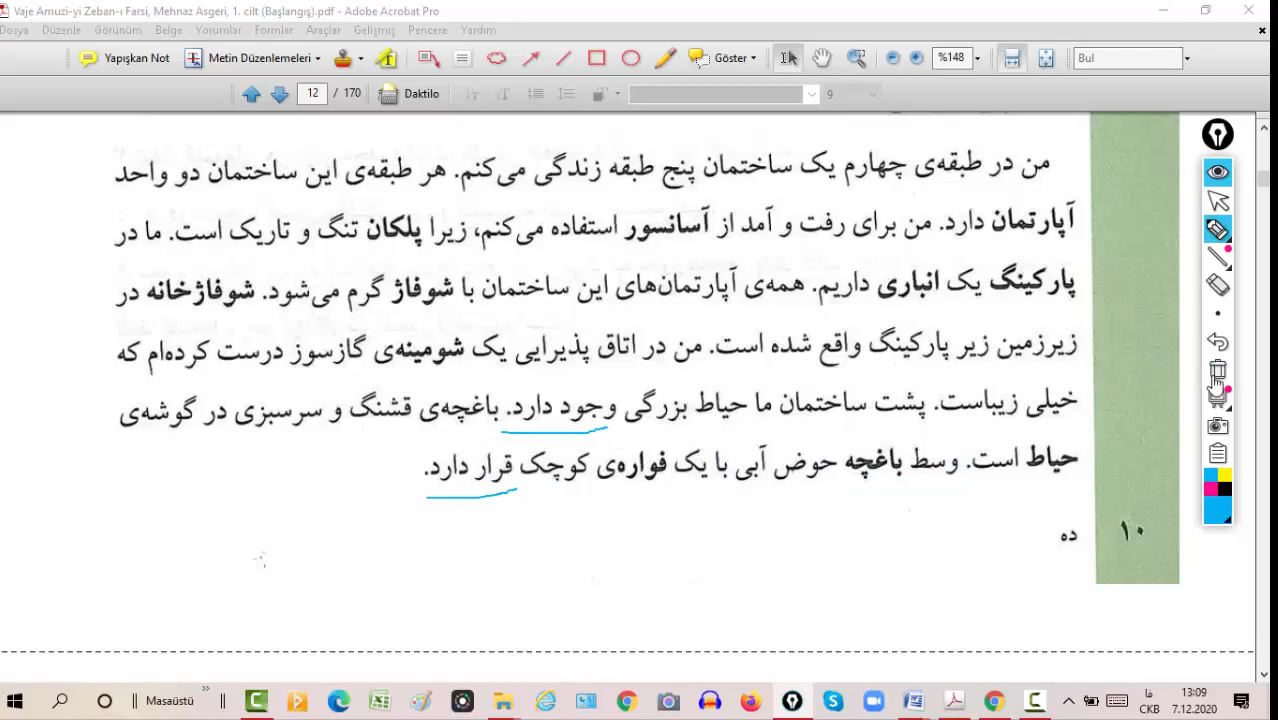 Vaje Amuzi-yi Zeban-ı Farsi, Mehnaz Asgeri, 1. cilt (Başlangış).pdf - Adobe Acrobat Pro
Dosya Düzenle Görünüm Belge Yorumlar Formlar Araçlar Gelişmiş Pencere Yardım
Yapışkan Not Metin Düzenlemeleri Göster %148 Bul
12 / 170 Daktilo 9
من در طبقه‌ی چهارم یک ساختمان پنج طبقه زندگی می‌کنم. هر طبقه‌ی این ساختمان دو واحد
آپارتمان دارد. من برای رفت و آمد از آسانسور استفاده می‌کنم، زیرا پلکان تنگ و تاریک است. ما در
پارکینگ یک انباری داریم. همه‌ی آپارتمان‌های این ساختمان با شوفاژ گرم می‌شود. شوفاژخانه در
زیرزمین زیر پارکینگ واقع شده است. من در اتاق پذیرایی یک شومینه‌ی گازسوز درست کرده‌ام که
خیلی زیباست. پشت ساختمان ما حیاط بزرگی وجود دارد. باغچه‌ی قشنگ و سرسبزی در گوشه‌ی
حیاط است. وسط باغچه حوض آبی با یک فواره‌ی کوچک قرار دارد.
ده
۱۰
Masaüstü فا 13:09
CKB 7.12.2020